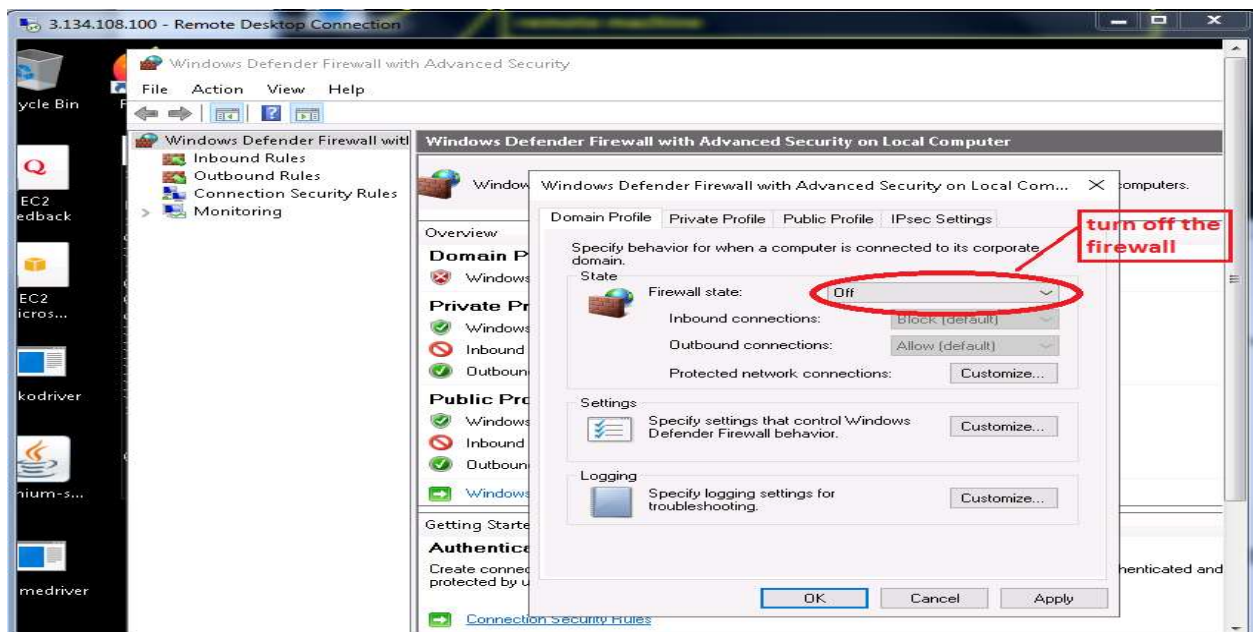 remote machine
3.134.108.100 - Remote Desktop Connection
Windows Defender Firewall with Advanced Security
File Action View Help
ycle Bin
EC2
edback
EC2
icros...
kodriver
nium-s...
medriver
Windows Defender Firewall witl
Inbound Rules
Outbound Rules
Connection Security Rules
Monitoring
Windows Defender Firewall with Advanced Security on Local Computer
Window
omputers.
Overview
Domain P
Windows
Private Pr
Windows
Inbound
Outboun
Public Pro
Windows
Inbound
Outboun
Windows
Getting Starte
Authentica
Create connec
protected by u
henticated and
Connection Security Rules
Windows Defender Firewall with Advanced Security on Local Com...
Domain Profile Private Profile Public Profile IPsec Settings
Specify behavior for when a computer is connected to its corporate
domain.
State
Firewall state: Off
Inbound connections: Block (default)
Outbound connections: Allow (default)
Protected network connections: Customize...
Settings
Specify settings that control Windows
Defender Firewall behavior.
Customize...
Logging
Specify logging settings for
troubleshooting.
Customize...
OK Cancel Apply
turn off the
firewall